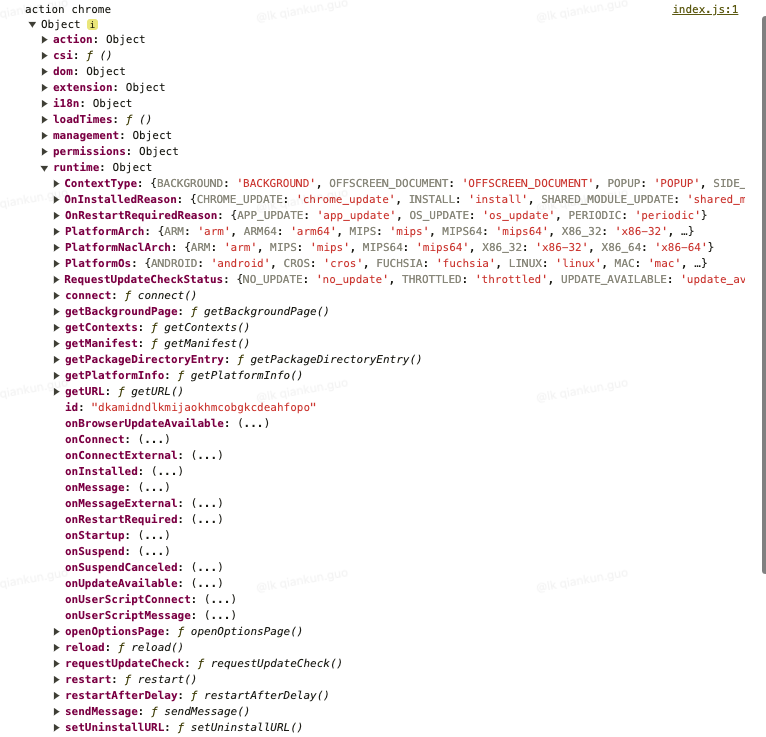 action chrome index.js:1
Object i
action: Object
csi: ƒ ()
dom: Object
extension: Object
i18n: Object
loadTimes: ƒ ()
management: Object
permissions: Object
runtime: Object
ContextType: {BACKGROUND: 'BACKGROUND', OFFSCREEN_DOCUMENT: 'OFFSCREEN_DOCUMENT', POPUP: 'POPUP', SIDE_
OnInstalledReason: {CHROME_UPDATE: 'chrome_update', INSTALL: 'install', SHARED_MODULE_UPDATE: 'shared_m
OnRestartRequiredReason: {APP_UPDATE: 'app_update', OS_UPDATE: 'os_update', PERIODIC: 'periodic'}
PlatformArch: {ARM: 'arm', ARM64: 'arm64', MIPS: 'mips', MIPS64: 'mips64', X86_32: 'x86-32', …}
PlatformNaclArch: {ARM: 'arm', MIPS: 'mips', MIPS64: 'mips64', X86_32: 'x86-32', X86_64: 'x86-64'}
PlatformOs: {ANDROID: 'android', CROS: 'cros', FUCHSIA: 'fuchsia', LINUX: 'linux', MAC: 'mac', …}
RequestUpdateCheckStatus: {NO_UPDATE: 'no_update', THROTTLED: 'throttled', UPDATE_AVAILABLE: 'update_av
connect: ƒ connect()
getBackgroundPage: ƒ getBackgroundPage()
getContexts: ƒ getContexts()
getManifest: ƒ getManifest()
getPackageDirectoryEntry: ƒ getPackageDirectoryEntry()
getPlatformInfo: ƒ getPlatformInfo()
getURL: ƒ getURL()
id: "dkamidndlkmijaokhmcobgkcdeahfopo"
onBrowserUpdateAvailable: (...)
onConnect: (...)
onConnectExternal: (...)
onInstalled: (...)
onMessage: (...)
onMessageExternal: (...)
onRestartRequired: (...)
onStartup: (...)
onSuspend: (...)
onSuspendCanceled: (...)
onUpdateAvailable: (...)
onUserScriptConnect: (...)
onUserScriptMessage: (...)
openOptionsPage: ƒ openOptionsPage()
reload: ƒ reload()
requestUpdateCheck: ƒ requestUpdateCheck()
restart: ƒ restart()
restartAfterDelay: ƒ restartAfterDelay()
sendMessage: ƒ sendMessage()
setUninstallURL: ƒ setUninstallURL()